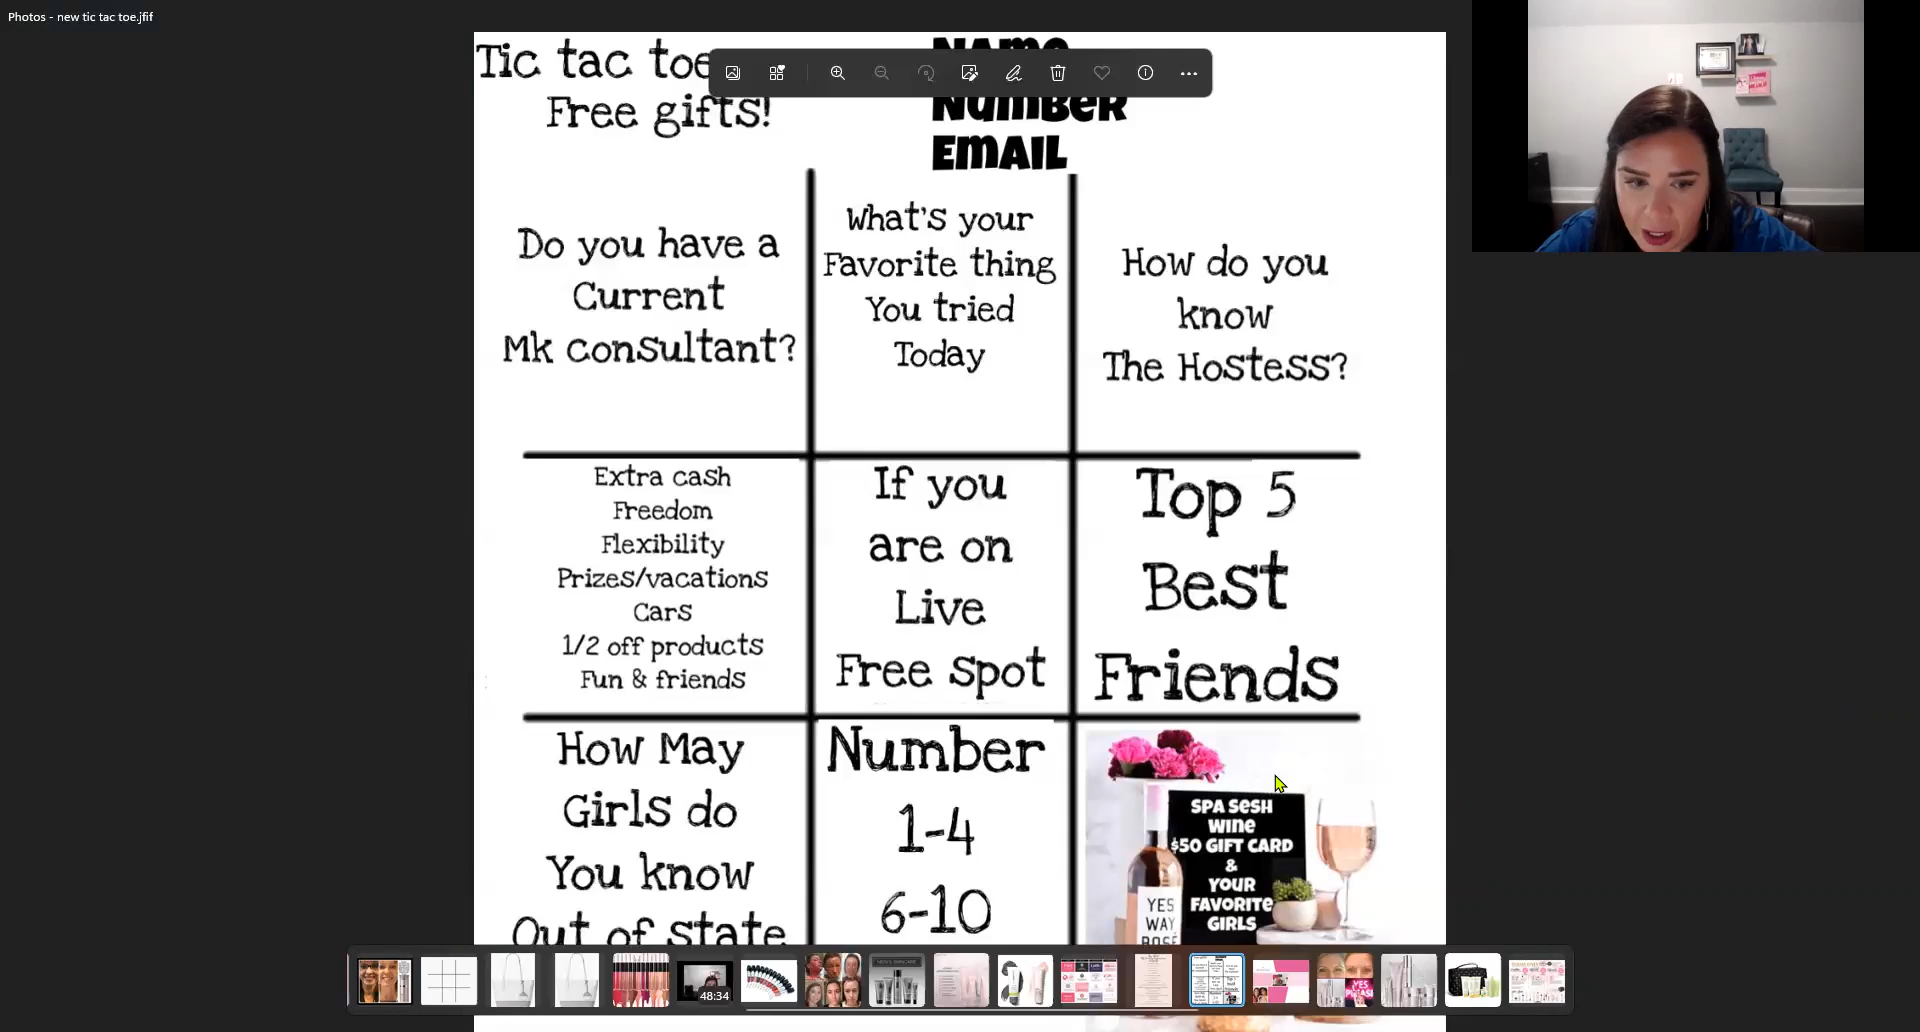 Photos - new tic tac toe.jfif
Tic tac toe
Free gifts!
Name
Number
Email
Do you have a
Current
Mk consultant?
What's your
Favorite thing
You tried
Today
How do you
know
The Hostess?
Extra cash
Freedom
Flexibility
Prizes/vacations
Cars
1/2 off products
Fun & friends
If you
are on
Live
Free spot
Top 5
Best
Friends
How May
Girls do
You know
Out of state
Number
1-4
6-10
SPA SESH
WINE
$50 GIFT CARD
&
YOUR
FAVORITE
GIRLS
YES
WAY
ROSÉ
48:34
YES
PLEASE